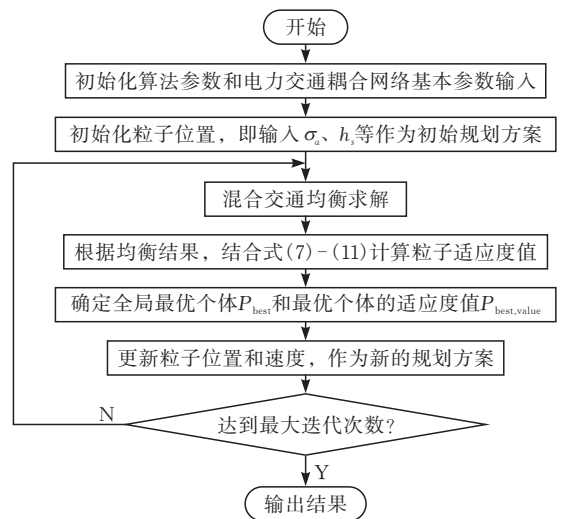 开始
初始化算法参数和电力交通耦合网络基本参数输入
初始化粒子位置，即输入σa、hs等作为初始规划方案
混合交通均衡求解
根据均衡结果，结合式(7)-(11)计算粒子适应度值
确定全局最优个体Pbest和最优个体的适应度值Pbest,value
更新粒子位置和速度，作为新的规划方案
N
达到最大迭代次数?
Y
输出结果